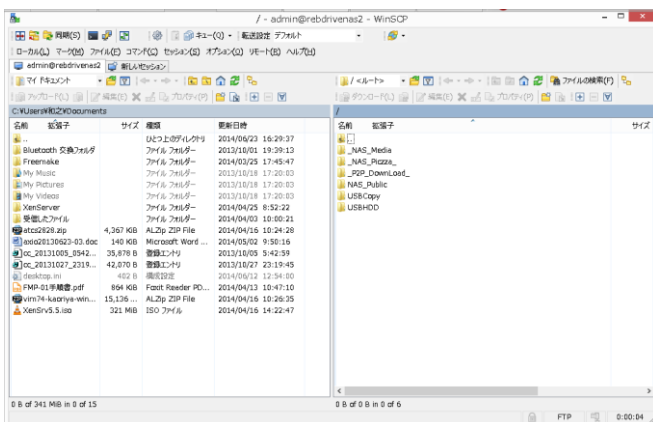 / - admin@rebdrivenas2 - WinSCP
同期(S) キュー(Q) 転送設定 デフォルト
ローカル(L) マーク(M) ファイル(F) コマンド(C) セッション(S) オプション(O) リモート(R) ヘルプ(H)
admin@rebdrivenas2 新しいセッション
マイ ドキュメント
/ <ルート> ファイルの検索(F)
アップロード(L) 編集(E) プロパティ(P)
ダウンロード(L) 編集(E) プロパティ(P)
C:¥Users¥和之¥Documents
/
名前 拡張子 サイズ 種類 更新日時
.. ひとつ上のディレクトリ 2014/06/23 16:29:37
Bluetooth 交換フォルダ ファイル フォルダー 2013/10/01 19:39:13
Freemake ファイル フォルダー 2014/03/25 17:45:47
My Music ファイル フォルダー 2013/10/18 17:20:03
My Pictures ファイル フォルダー 2013/10/18 17:20:03
My Videos ファイル フォルダー 2013/10/18 17:20:03
XenServer ファイル フォルダー 2014/04/25 8:52:22
受信したファイル ファイル フォルダー 2014/04/03 10:00:21
atcs2828.zip 4,367 KiB ALZip ZIP File 2014/04/16 10:24:28
axio20130623-03.doc 140 KiB Microsoft Word ... 2014/05/02 9:50:16
cc_20131005_0542... 35,878 B 登録エントリ 2013/10/05 5:42:59
cc_20131027_2319... 42,070 B 登録エントリ 2013/10/27 23:19:45
desktop.ini 402 B 構成設定 2014/06/12 12:54:00
FMP-01手順書.pdf 864 KiB Foxit Reader PD... 2014/04/13 10:47:10
vim74-kaoriya-win... 15,136 ... ALZip ZIP File 2014/04/16 10:26:35
XenSrv5.5.iso 321 MiB ISO ファイル 2014/04/16 14:22:47
名前 拡張子 サイズ
..
_NAS_Media
_NAS_Piczza_
_P2P_DownLoad_
NAS_Public
USBCopy
USBHDD
0 B of 341 MiB in 0 of 15
0 B of 0 B in 0 of 6
FTP 0:00:04